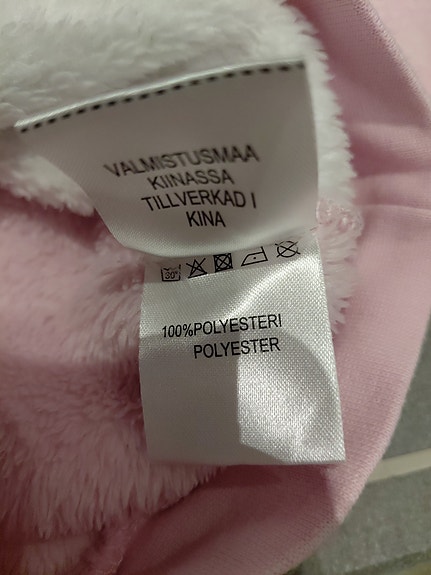 VALMISTUSMAA
KIINASSA
TILLVERKAD I
KINA
30°
100%POLYESTERI
POLYESTER